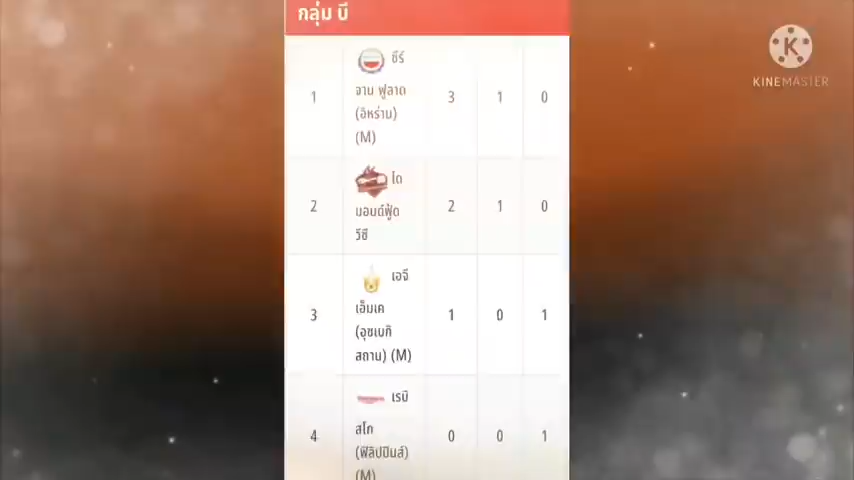 กลุ่ม บี
1 ซีร์ 3 1 0
จาน ฟูลาด
(อิหร่าน)
(M)
2 ได 2 1 0
มอนด์ฟู้ด
วีซี
3 เอจี 1 0 1
เอ็มเค
(อุซเบกิ
สถาน) (M)
4 เรบิ 0 0 1
สโก
(ฟิลิปปินส์)
(M)
K
KINEMASTER